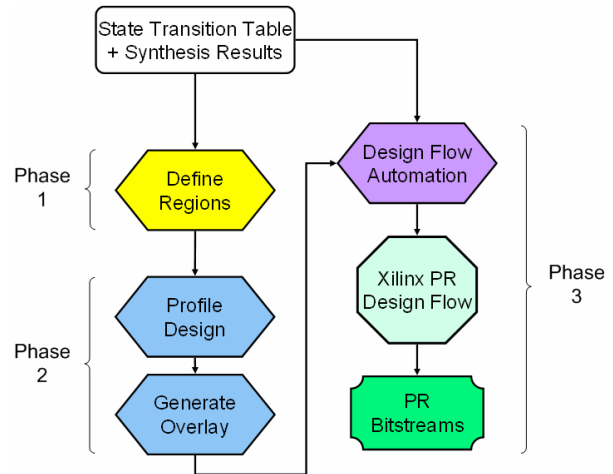 State Transition Table
+ Synthesis Results
Phase
1
Define
Regions
Phase
2
Profile
Design
Generate
Overlay
Design Flow
Automation
Xilinx PR
Design Flow
PR
Bitstreams
Phase
3